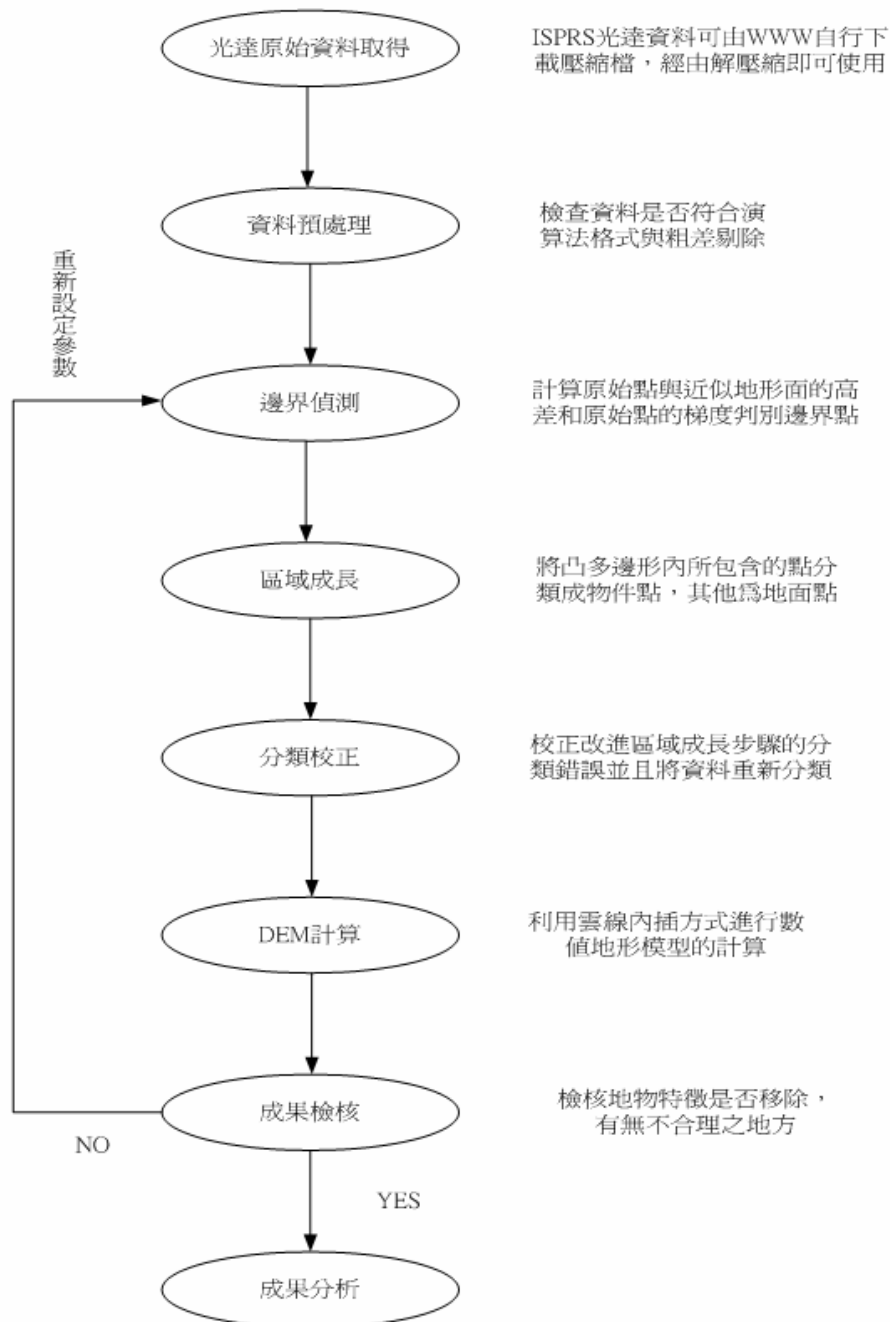 光達原始資料取得
ISPRS光達資料可由WWW自行下
載壓縮檔，經由解壓縮即可使用
資料預處理
檢查資料是否符合演
算法格式與粗差剔除
重新設定參數
邊界偵測
計算原始點與近似地形面的高
差和原始點的梯度判別邊界點
區域成長
將凸多邊形內所包含的點分
類成物件點，其他為地面點
分類校正
校正改進區域成長步驟的分
類錯誤並且將資料重新分類
DEM計算
利用雲線內插方式進行數
值地形模型的計算
成果檢核
檢核地物特徵是否移除，
有無不合理之地方
NO
YES
成果分析